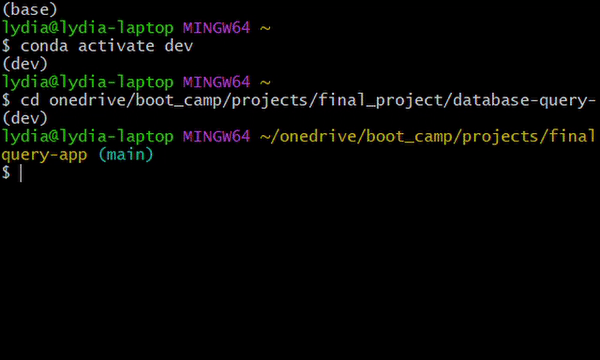 (base)
lydia@lydia-laptop MINGW64 ~
$ conda activate dev
(dev)
lydia@lydia-laptop MINGW64 ~
$ cd onedrive/boot_camp/projects/final_project/database-query-
(dev)
lydia@lydia-laptop MINGW64 ~/onedrive/boot_camp/projects/final
query-app (main)
$